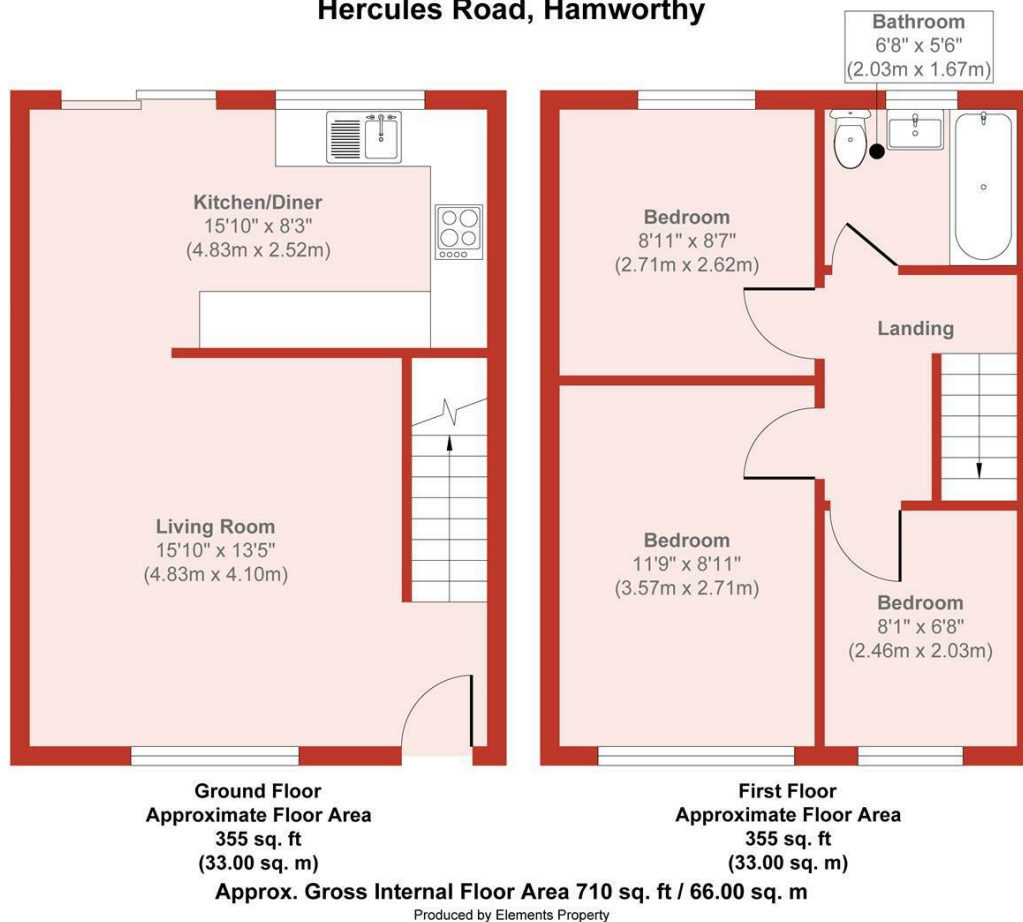 Hercules Road, Hamworthy
Bathroom
6'8" x 5'6"
(2.03m x 1.67m)
Kitchen/Diner
15'10" x 8'3"
(4.83m x 2.52m)
Bedroom
8'11" x 8'7"
(2.71m x 2.62m)
Landing
Living Room
15'10" x 13'5"
(4.83m x 4.10m)
Bedroom
11'9" x 8'11"
(3.57m x 2.71m)
Bedroom
8'1" x 6'8"
(2.46m x 2.03m)
Ground Floor
Approximate Floor Area
355 sq. ft
(33.00 sq. m)
First Floor
Approximate Floor Area
355 sq. ft
(33.00 sq. m)
Approx. Gross Internal Floor Area 710 sq. ft / 66.00 sq. m
Produced by Elements Property